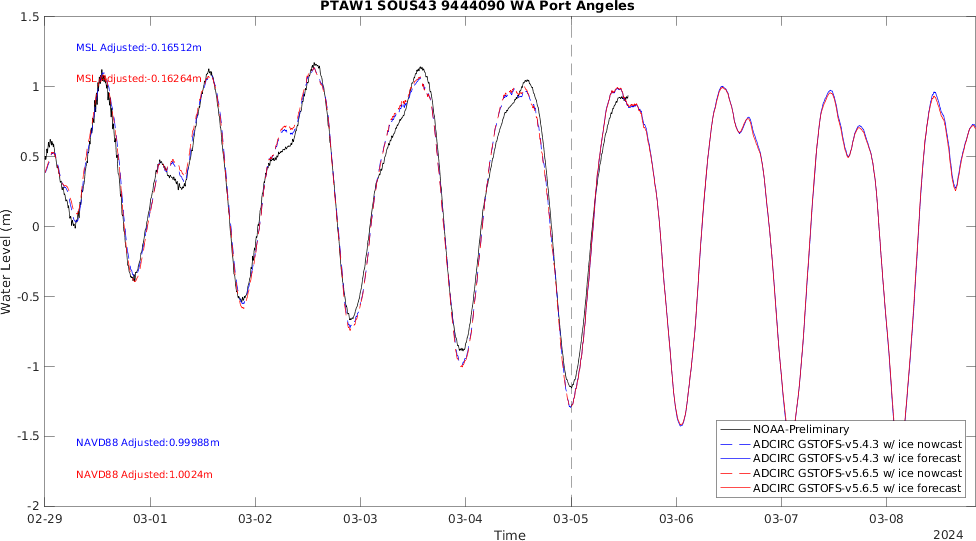 PTAW1 SOUS43 9444090 WA Port Angeles
1.5
1
0.5
0
-0.5
-1
-1.5
-2
Water Level (m)
MSL Adjusted:-0.16512m
MSL Adjusted:-0.16264m
NAVD88 Adjusted:0.99988m
NAVD88 Adjusted:1.0024m
NOAA-Preliminary
ADCIRC GSTOFS-v5.4.3 w/ ice nowcast
ADCIRC GSTOFS-v5.4.3 w/ ice forecast
ADCIRC GSTOFS-v5.6.5 w/ ice nowcast
ADCIRC GSTOFS-v5.6.5 w/ ice forecast
02-29 03-01 03-02 03-03 03-04 03-05 03-06 03-07 03-08
Time
2024